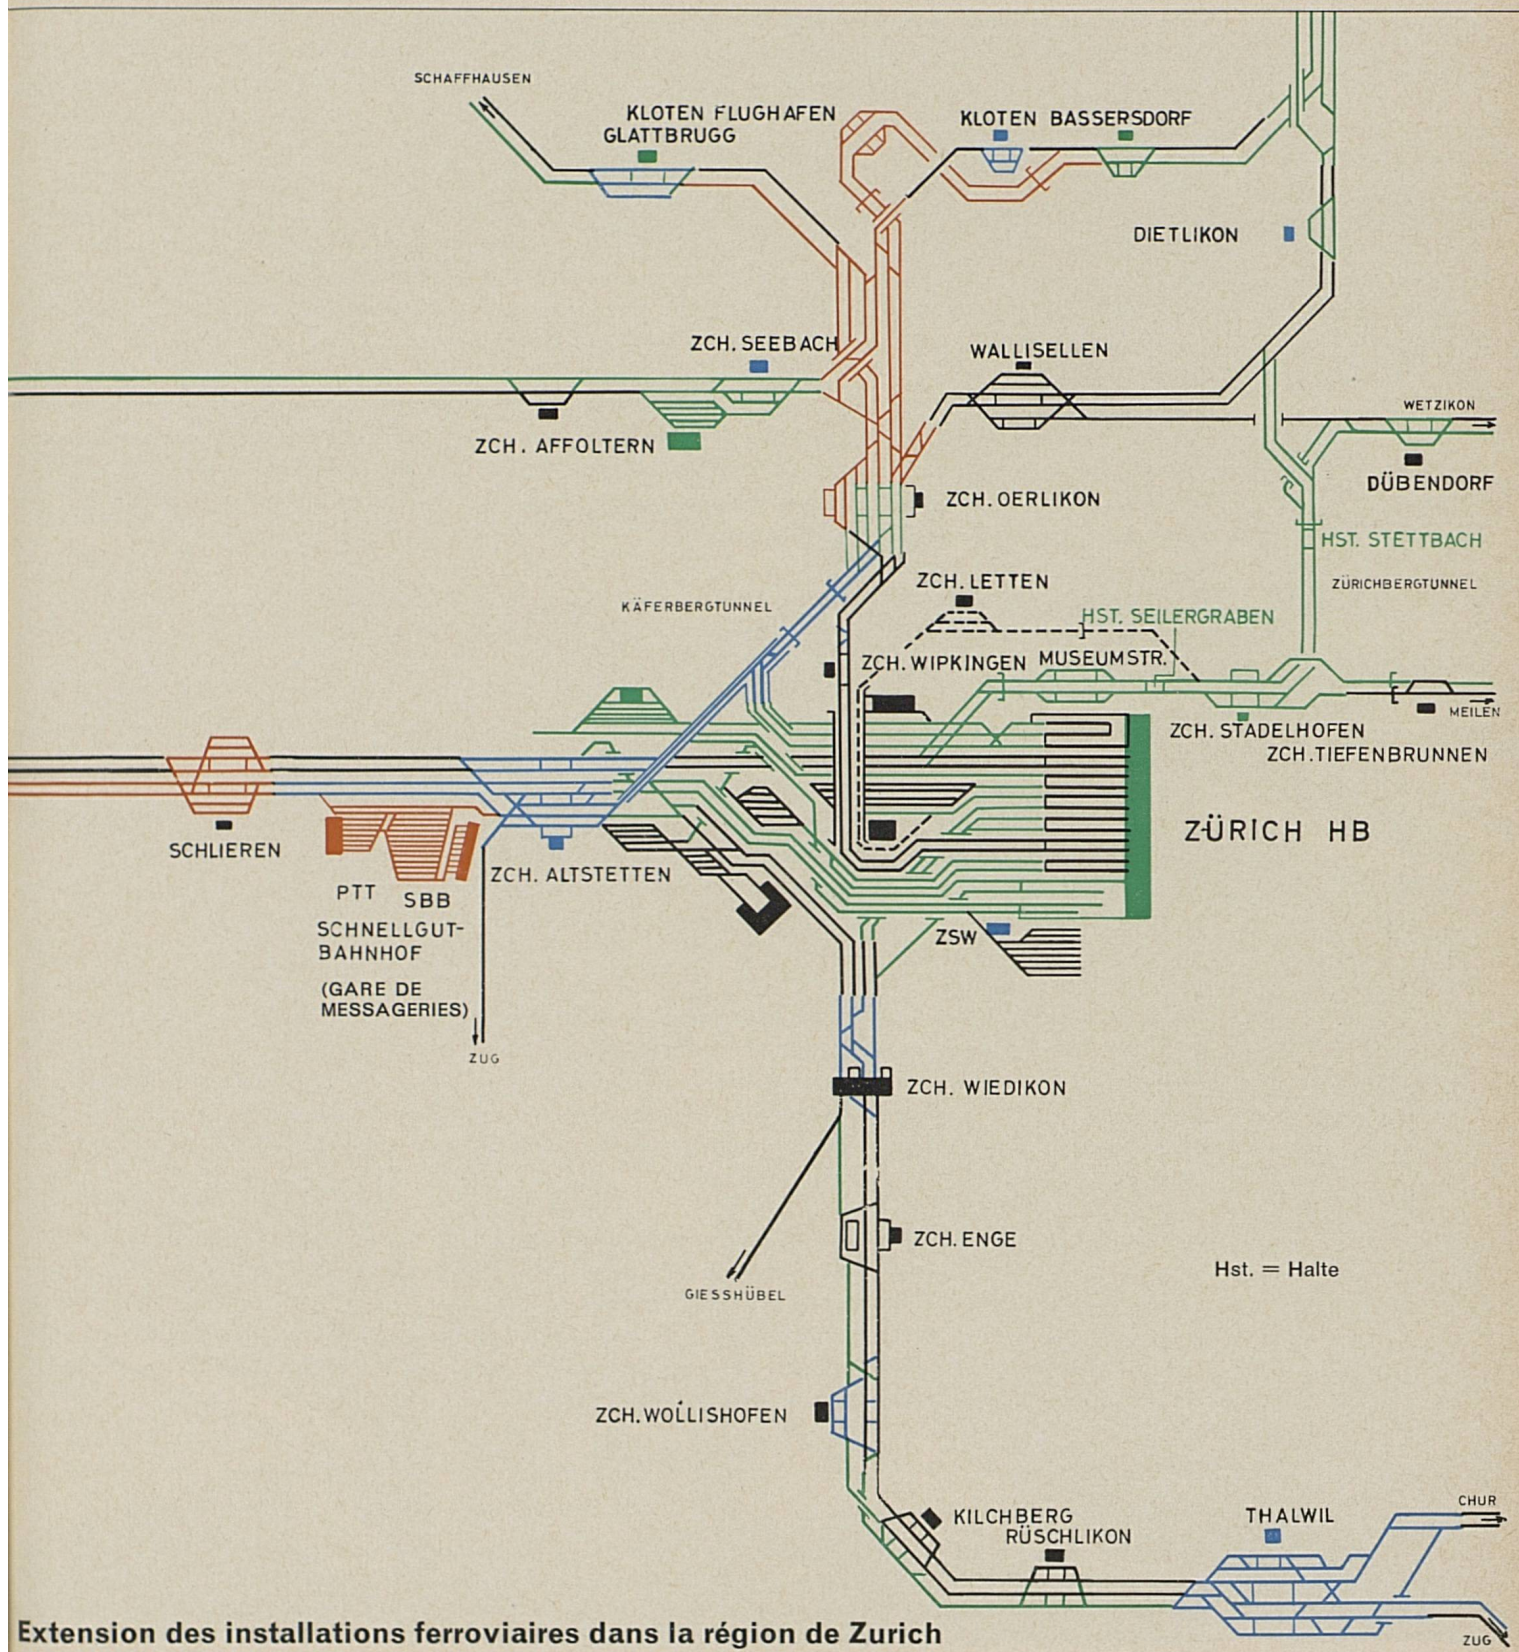 SCHAFFHAUSEN
KLOTEN FLUGHAFEN
GLATTBRUGG
KLOTEN BASSERSDORF
DIETLIKON
ZCH. SEEBACH
WALLISELLEN
WETZIKON
ZCH. AFFOLTERN
DÜBENDORF
ZCH. OERLIKON
HST. STETTBACH
ZCH. LETTEN
ZÜRICHBERGTUNNEL
KÄFERBERGTUNNEL
HST. SEILERGRABEN
ZCH. WIPKINGEN
MUSEUMSTR.
MEILEN
ZCH. STADELHOFEN
ZCH. TIEFENBRUNNEN
ZÜRICH HB
SCHLIEREN
ZCH. ALTSTETTEN
PTT
SBB
SCHNELLGUT-
BAHNHOF
(GARE DE
MESSAGERIES)
ZSW
ZUG
ZCH. WIEDIKON
ZCH. ENGE
Hst. = Halte
GIESSHÜBEL
ZCH. WOLLISHOFEN
KILCHBERG
RÜSCHLIKON
THALWIL
CHUR
ZUG
Extension des installations ferroviaires dans la région de Zurich